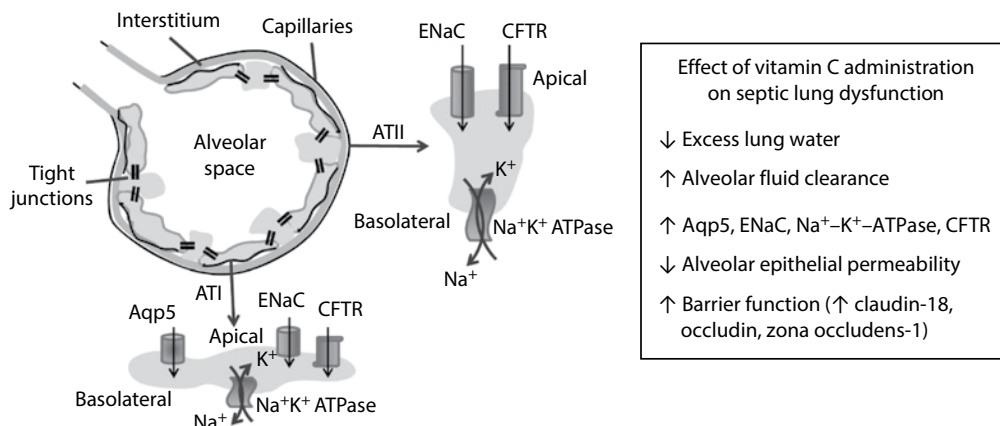 Interstitium
Capillaries
Alveolar
space
Tight
junctions
ATII
ENaC
CFTR
Apical
K⁺
Basolateral
Na⁺K⁺ ATPase
Na⁺
ATI
Aqp5
ENaC
CFTR
Apical
K⁺
Basolateral
Na⁺K⁺ ATPase
Na⁺
Effect of vitamin C administration
on septic lung dysfunction
↓ Excess lung water
↑ Alveolar fluid clearance
↑ Aqp5, ENaC, Na⁺–K⁺–ATPase, CFTR
↓ Alveolar epithelial permeability
↑ Barrier function (↑ claudin-18,
occludin, zona occludens-1)